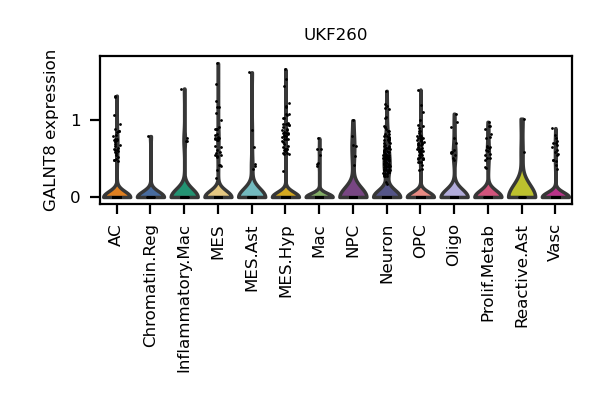 UKF260
GALNT8 expression
1
0
AC
Chromatin.Reg
Inflammatory.Mac
MES
MES.Ast
MES.Hyp
Mac
NPC
Neuron
OPC
Oligo
Prolif.Metab
Reactive.Ast
Vasc